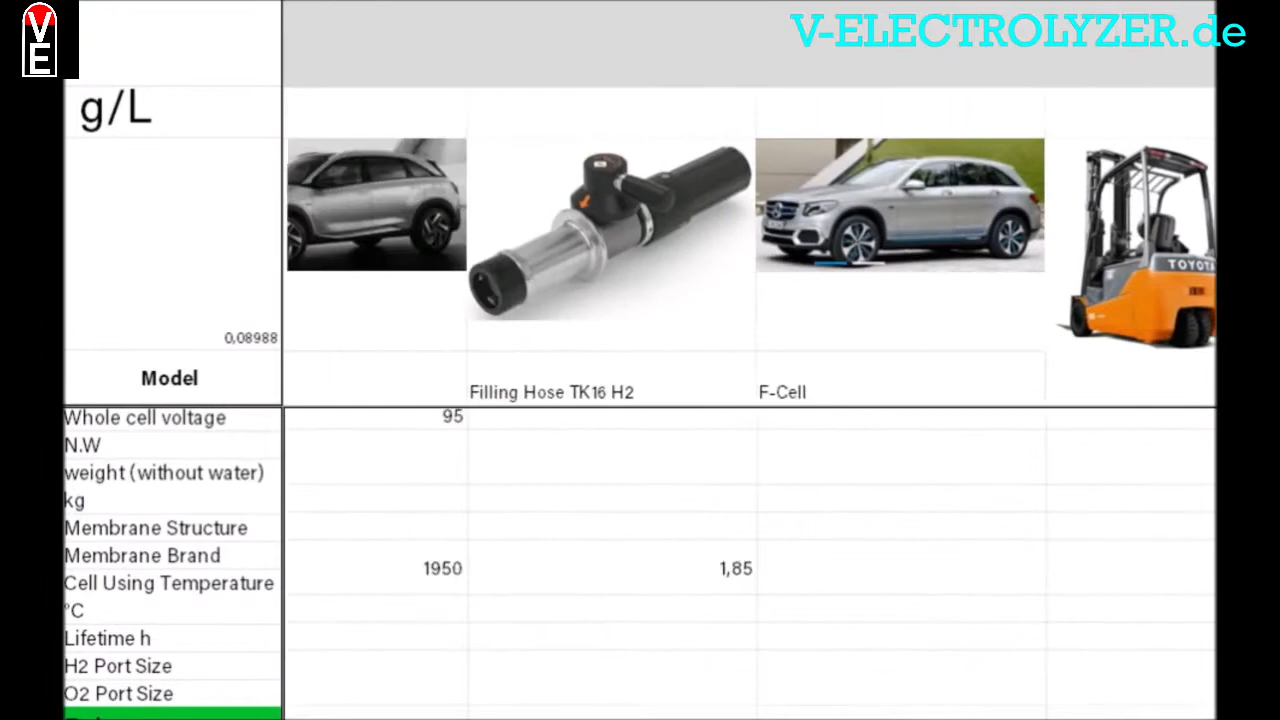 V
E
V-ELECTROLYZER.de
g/L
TOYOTA
0,08988
Model
Filling Hose TK16 H2
F-Cell
Whole cell voltage
95
N.W
weight (without water)
kg
Membrane Structure
Membrane Brand
1950
1,85
Cell Using Temperature
°C
Lifetime h
H2 Port Size
O2 Port Size